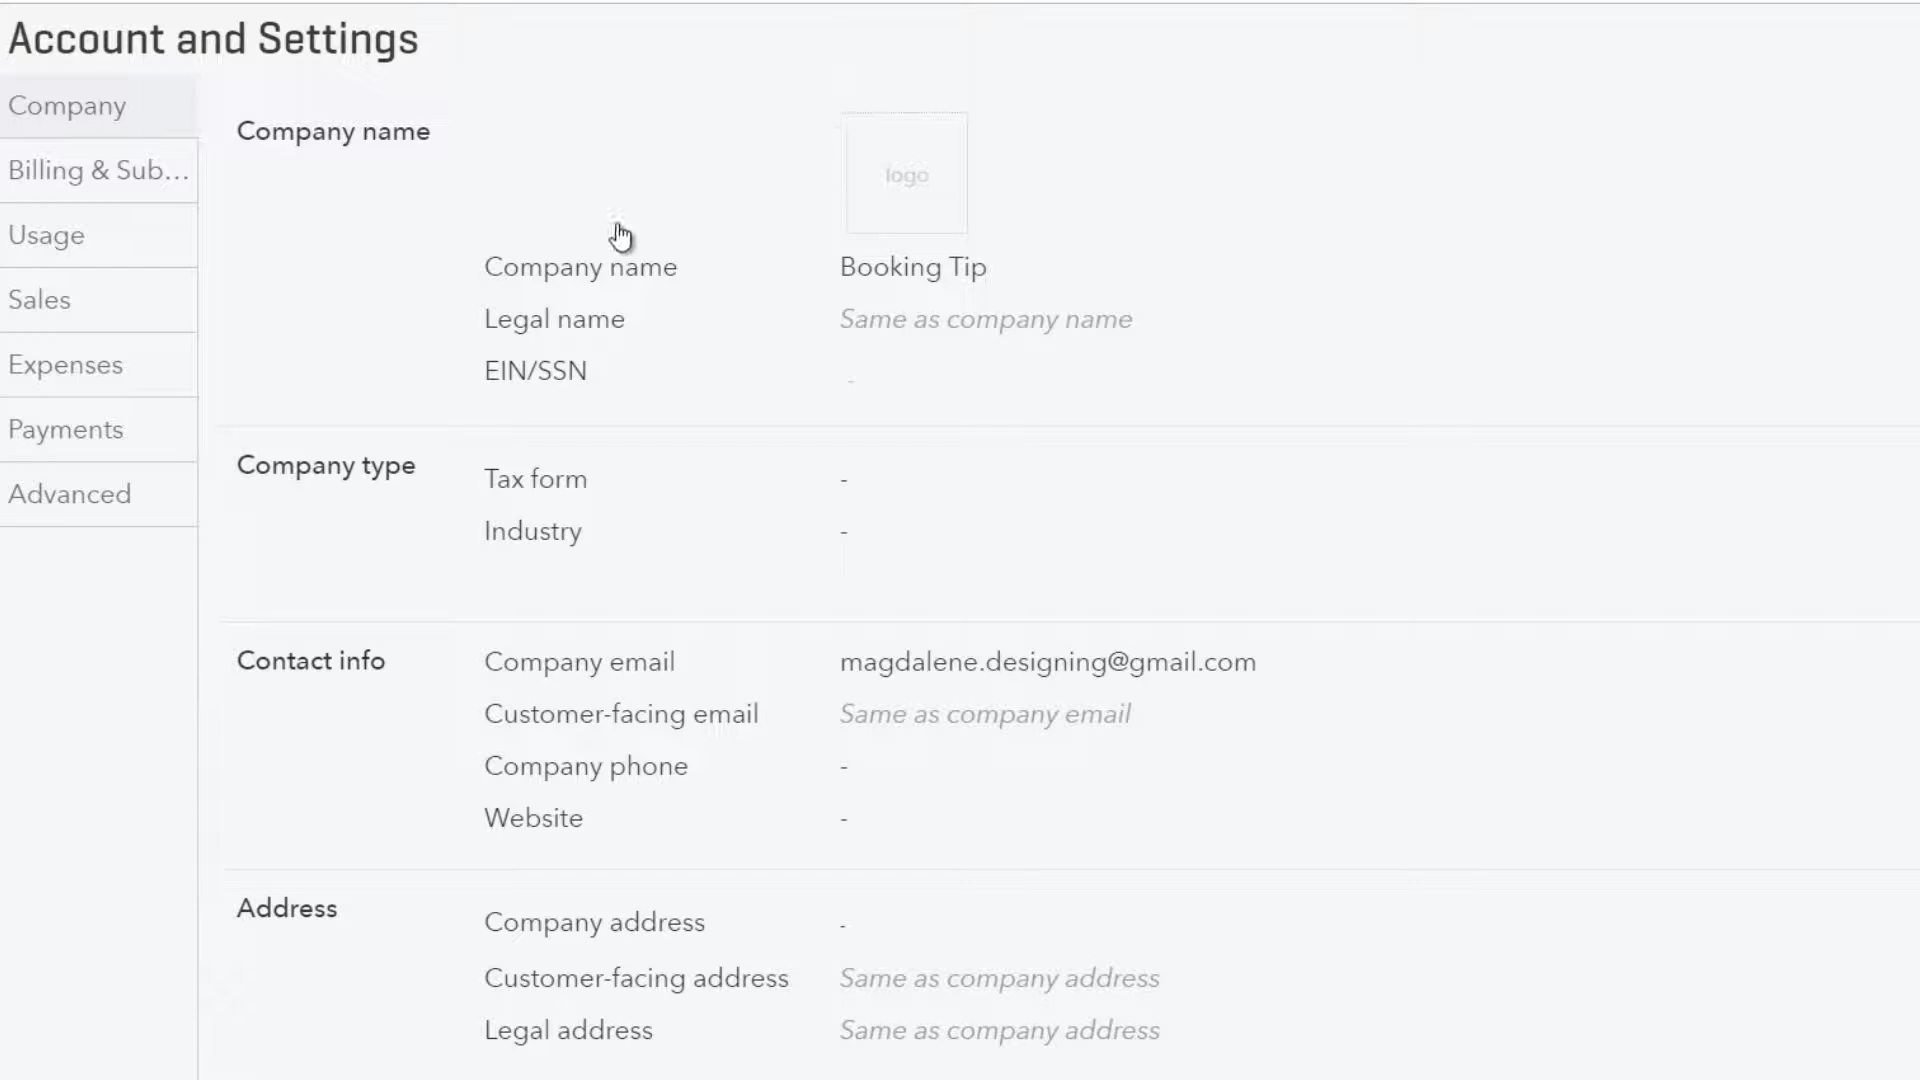 Account and Settings
Company
Billing & Sub...
Usage
Sales
Expenses
Payments
Advanced
Company name
logo
Company name Booking Tip
Legal name Same as company name
EIN/SSN -
Company type
Tax form -
Industry -
Contact info
Company email magdalene.designing@gmail.com
Customer-facing email Same as company email
Company phone -
Website -
Address
Company address -
Customer-facing address Same as company address
Legal address Same as company address